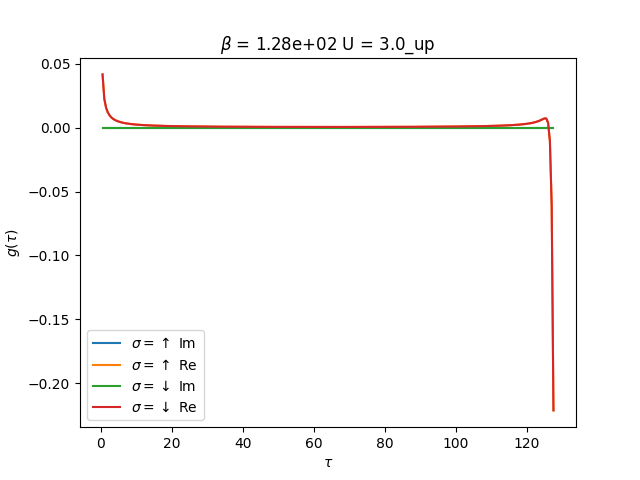 β = 1.28e+02 U = 3.0_up
g(τ)
0.05
0.00
−0.05
−0.10
−0.15
−0.20
σ = ↑ Im
σ = ↑ Re
σ = ↓ Im
σ = ↓ Re
0 20 40 60 80 100 120
τ